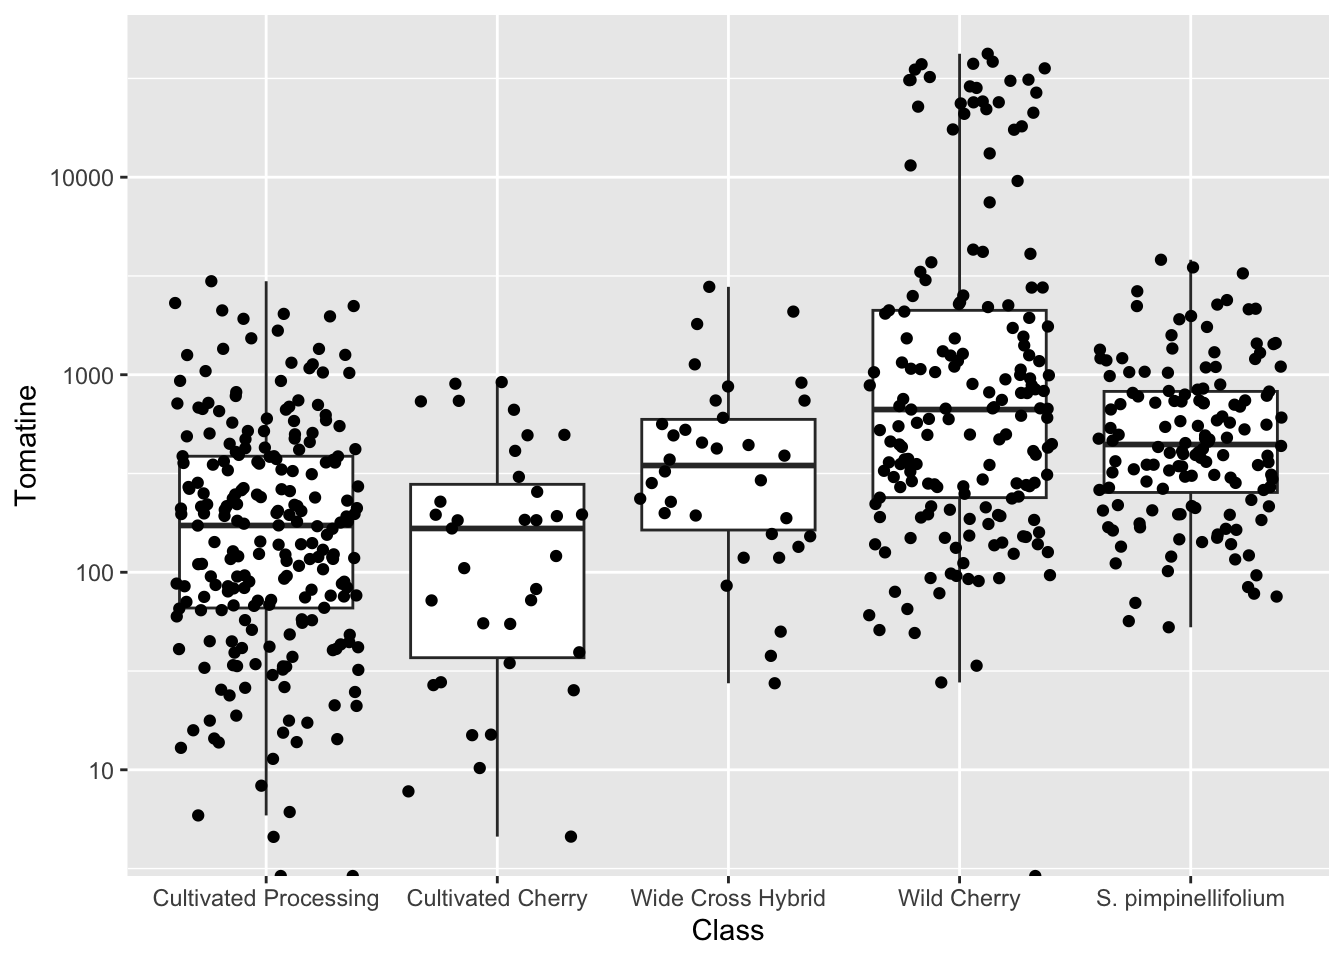 Tomatine
10000
1000
100
10
Cultivated Processing
Cultivated Cherry
Wide Cross Hybrid
Wild Cherry
S. pimpinellifolium
Class